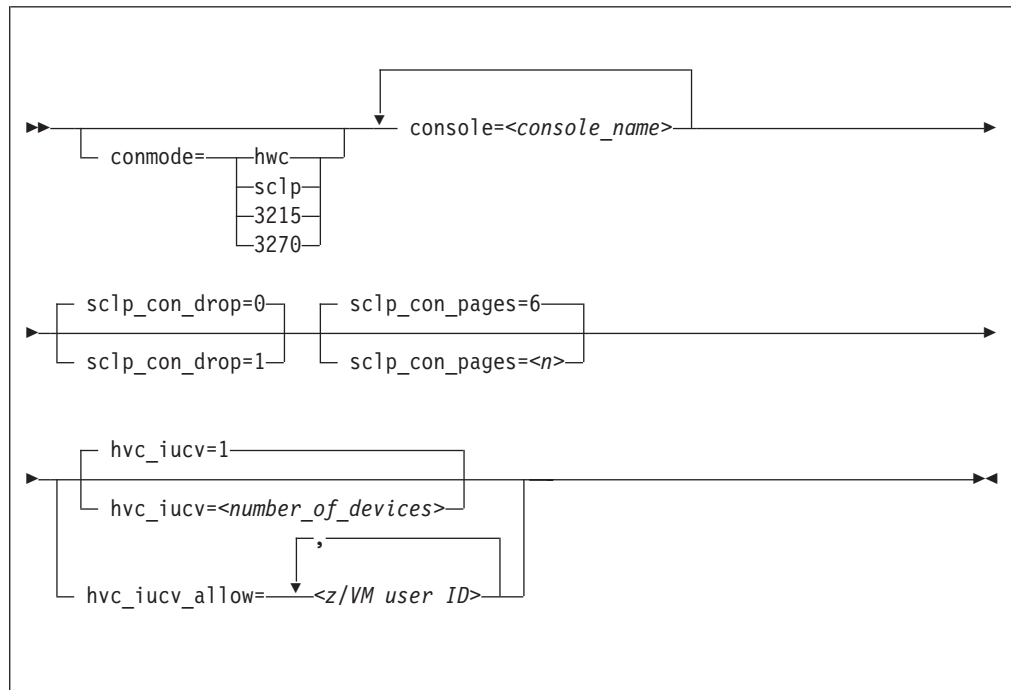 console=<console_name>
conmode= hwc
sclp
3215
3270
sclp_con_drop=0 sclp_con_pages=6
sclp_con_drop=1 sclp_con_pages=<n>
hvc_iucv=1
hvc_iucv=<number_of_devices>
,
hvc_iucv_allow= <z/VM user ID>